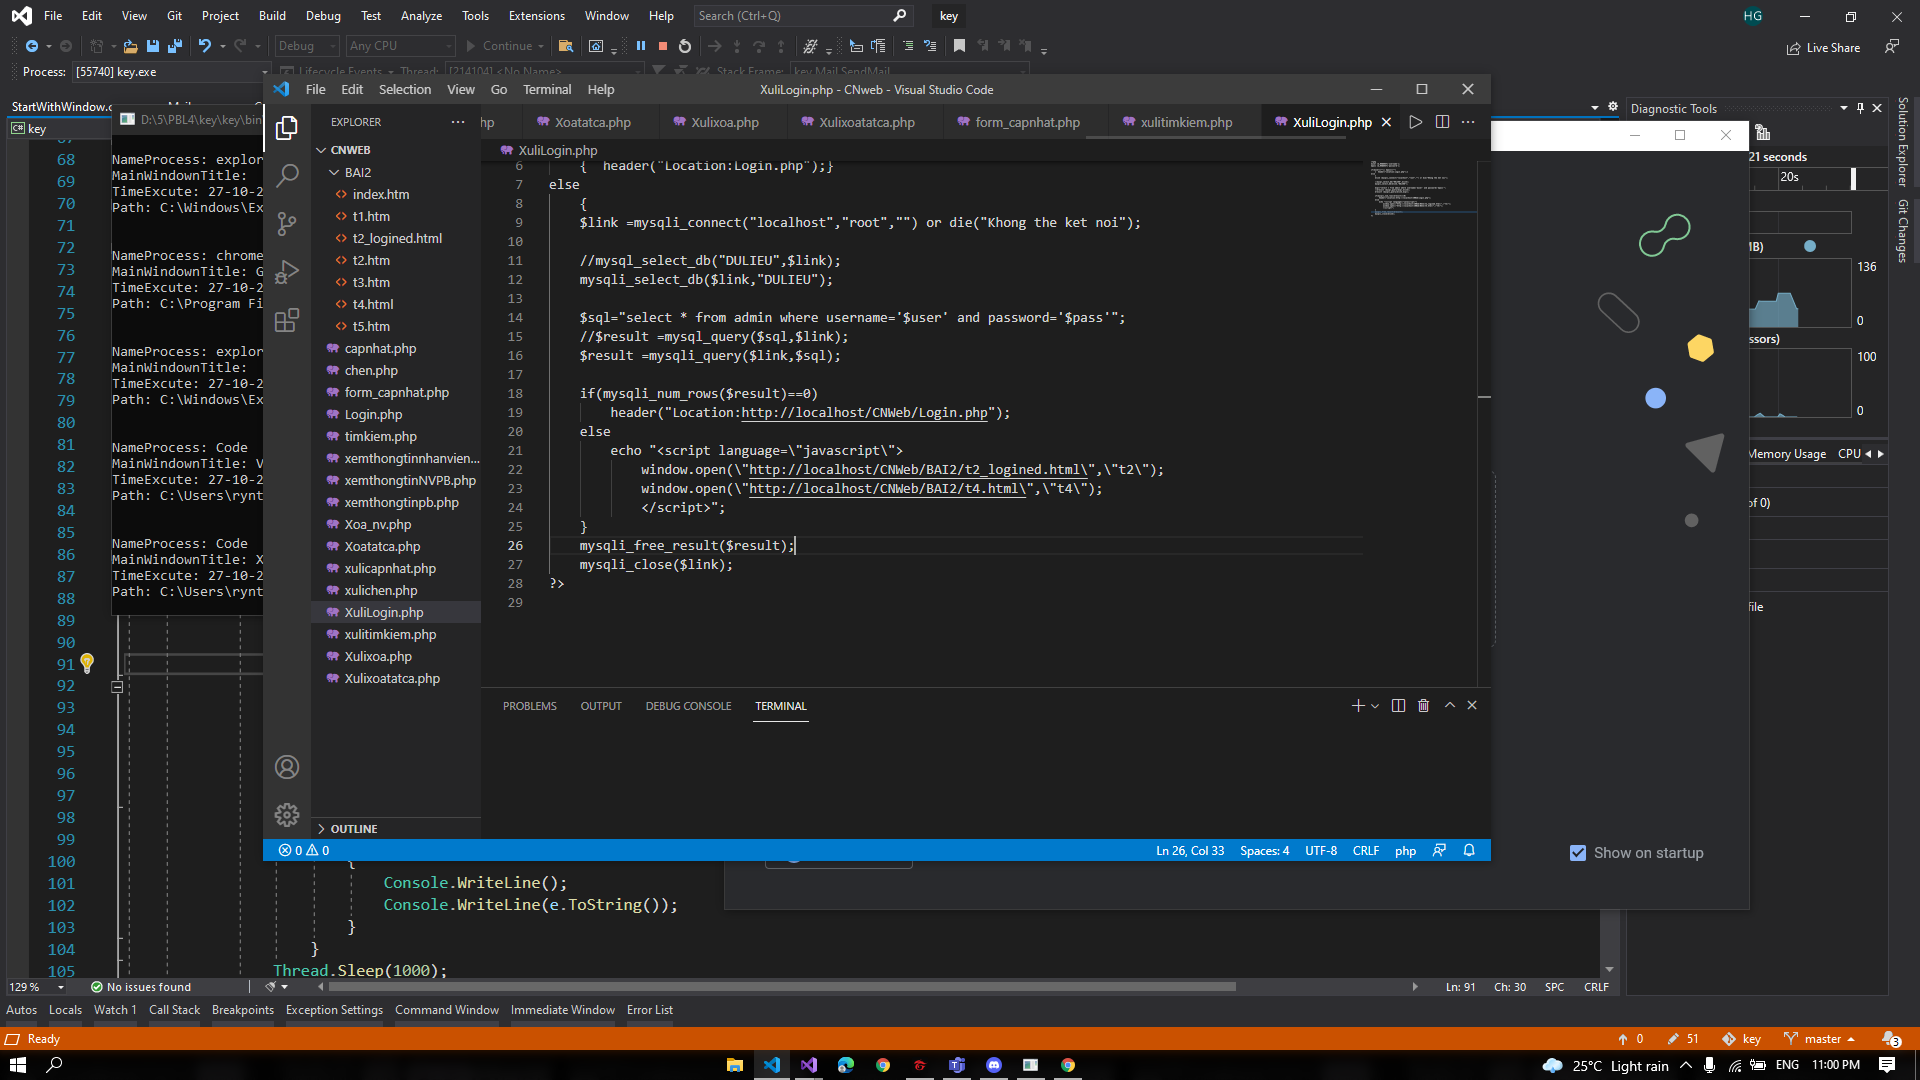 File Edit View Git Project Build Debug Test Analyze Tools Extensions Window Help Search (Ctrl+Q) key HG
Debug Any CPU Continue Live Share
Process: [55740] key.exe Lifecycle Events Thread: [214104] <No Name> Stack Frame: key.Mail.SendMail
StartWithWindow.c
C# key
D:\5\PBL4\key\key\bin\
68
69
70
71
72
73
74
75
76
77
78
79
80
81
82
83
84
85
86
87
88
89
90
91
92
93
94
95
96
97
98
99
100
101
102
103
104
105
NameProcess: explor
MainWindownTitle:
TimeExcute: 27-10-2
Path: C:\Windows\Ex
NameProcess: chrome
MainWindownTitle: G
TimeExcute: 27-10-2
Path: C:\Program Fi
NameProcess: explor
MainWindownTitle:
TimeExcute: 27-10-2
Path: C:\Windows\Ex
NameProcess: Code
MainWindownTitle: V
TimeExcute: 27-10-2
Path: C:\Users\rynt
NameProcess: Code
MainWindownTitle: X
TimeExcute: 27-10-2
Path: C:\Users\rynt
File Edit Selection View Go Terminal Help XuliLogin.php - CNweb - Visual Studio Code
EXPLORER
CNWEB
BAI2
index.htm
t1.htm
t2_logined.html
t2.htm
t3.htm
t4.html
t5.htm
capnhat.php
chen.php
form_capnhat.php
Login.php
timkiem.php
xemthongtinnhanvien...
xemthongtinNVPB.php
xemthongtinpb.php
Xoa_nv.php
Xoatatca.php
xulicapnhat.php
xulichen.php
XuliLogin.php
xulitimkiem.php
Xulixoa.php
Xulixoatatca.php
OUTLINE
hp Xoatatca.php Xulixoa.php Xulixoatatca.php form_capnhat.php xulitimkiem.php XuliLogin.php
XuliLogin.php
6 { header("Location:Login.php");}
7 else
8 {
9 $link =mysqli_connect("localhost","root","") or die("Khong the ket noi");
10
11 //mysql_select_db("DULIEU",$link);
12 mysqli_select_db($link,"DULIEU");
13
14 $sql="select * from admin where username='$user' and password='$pass'";
15 //$result =mysql_query($sql,$link);
16 $result =mysqli_query($link,$sql);
17
18 if(mysqli_num_rows($result)==0)
19 header("Location:http://localhost/CNWeb/Login.php");
20 else
21 echo "<script language=\"javascript\">
22 window.open(\"http://localhost/CNWeb/BAI2/t2_logined.html\",\"t2\");
23 window.open(\"http://localhost/CNWeb/BAI2/t4.html\",\"t4\");
24 </script>";
25 }
26 mysqli_free_result($result);
27 mysqli_close($link);
28 ?>
29
PROBLEMS OUTPUT DEBUG CONSOLE TERMINAL
0 0 Ln 26, Col 33 Spaces: 4 UTF-8 CRLF php
Diagnostic Tools
21 seconds
20s
MB)
136
0
ssors)
100
0
Memory Usage CPU
of 0)
file
Show on startup
Solution Explorer
Git Changes
{
Console.WriteLine();
Console.WriteLine(e.ToString());
}
}
Thread.Sleep(1000);
129 % No issues found Ln: 91 Ch: 30 SPC CRLF
Autos Locals Watch 1 Call Stack Breakpoints Exception Settings Command Window Immediate Window Error List
Ready 0 51 key master 3
25°C Light rain ENG 11:00 PM